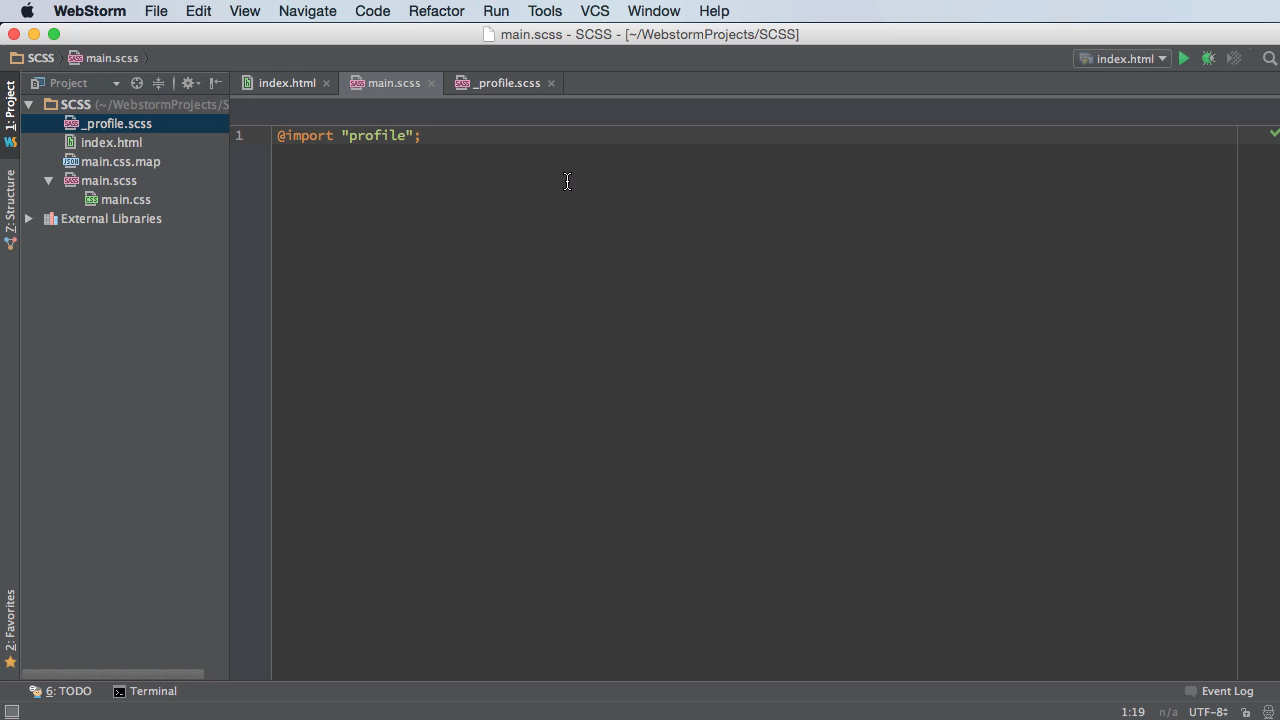 WebStorm File Edit View Navigate Code Refactor Run Tools VCS Window Help
main.scss - SCSS - [~/WebstormProjects/SCSS]
SCSS main.scss
index.html
1: Project
Project
index.html main.scss _profile.scss
SCSS (~/WebstormProjects/S
_profile.scss
index.html
main.css.map
main.scss
main.css
External Libraries
1 @import "profile";
Z: Structure
2: Favorites
6: TODO Terminal
Event Log
1:19 n/a UTF-8